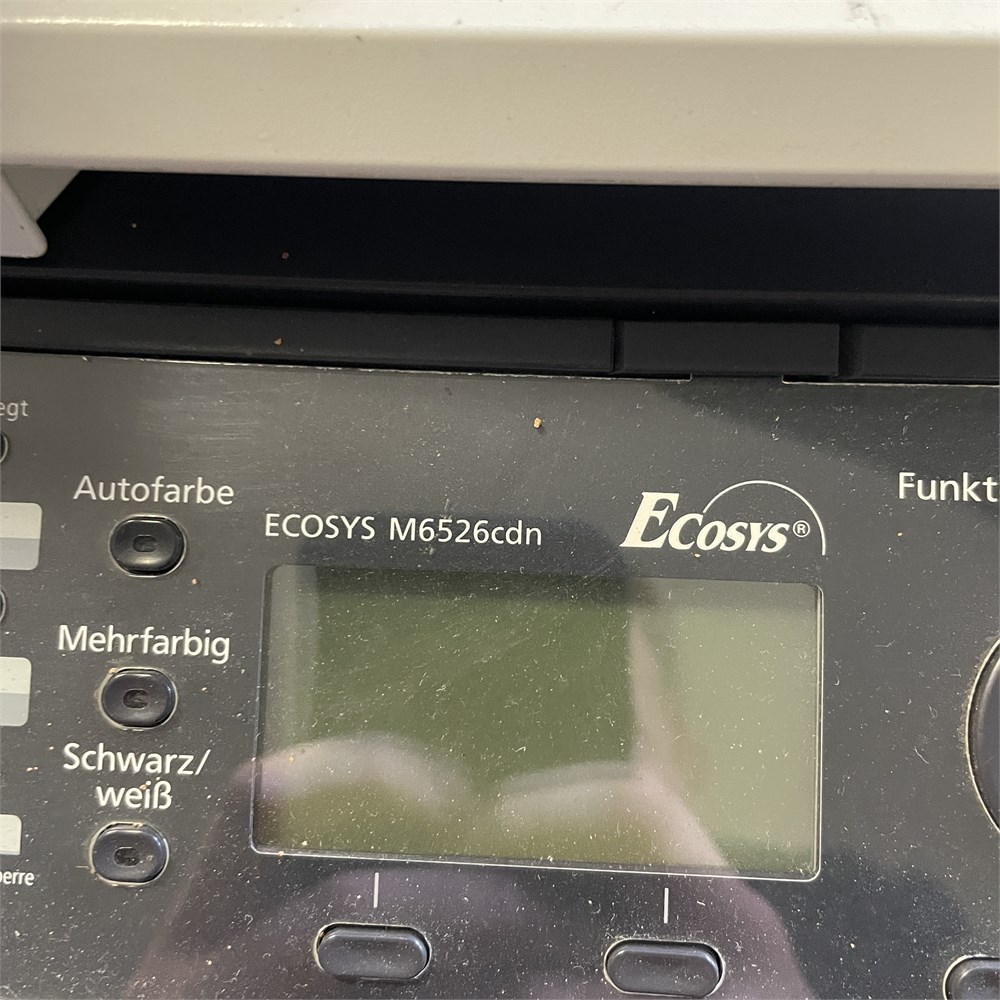 egt
Autofarbe
ECOSYS M6526cdn
ECOSYS®
Funkt
Mehrfarbig
Schwarz/
weiß
perre